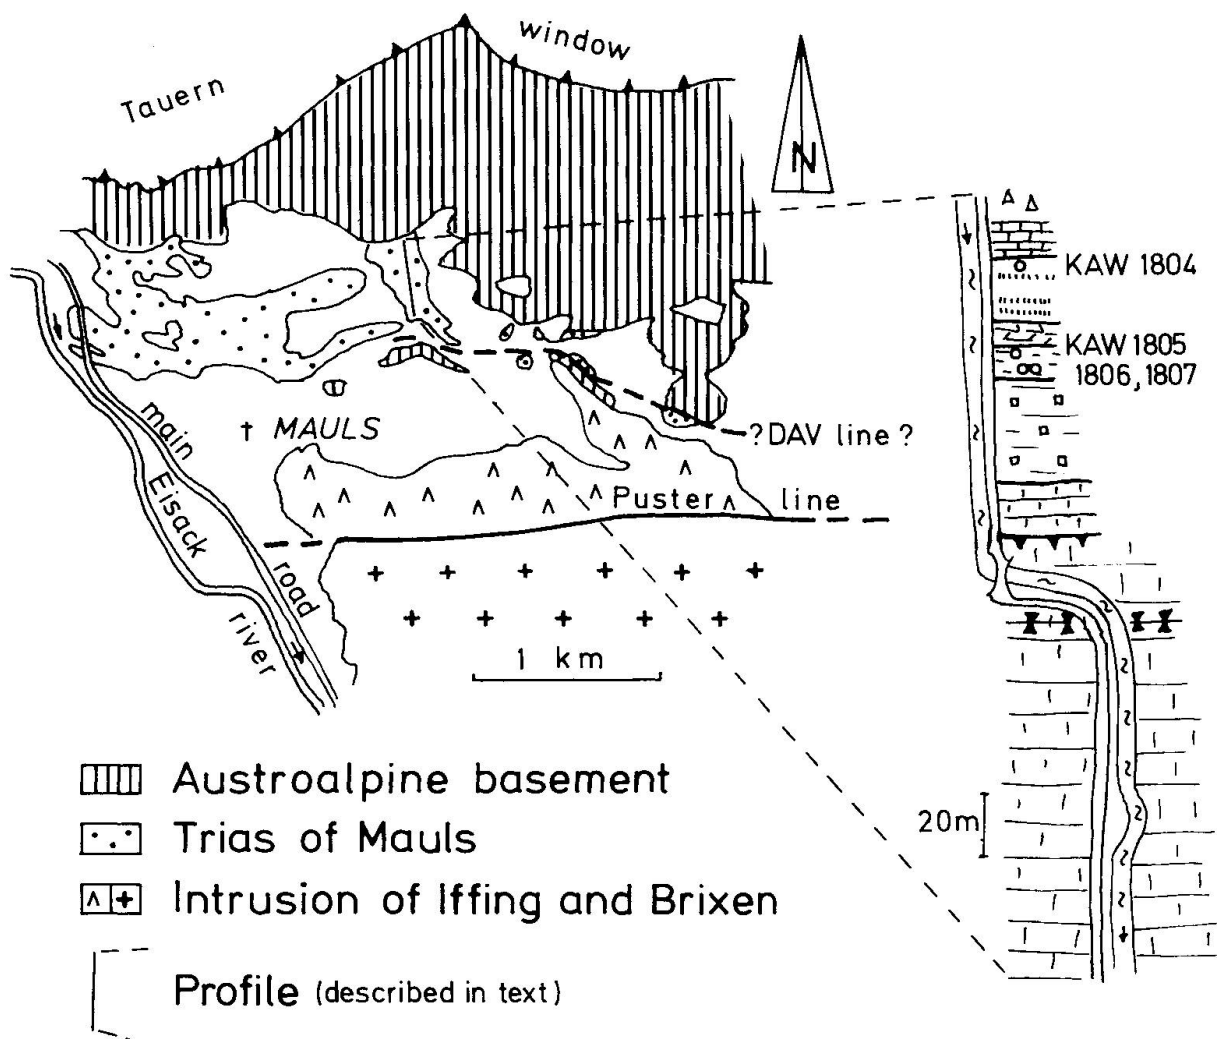 Tauern
window
N
KAW 1804
KAW 1805
1806, 1807
† MAULS
?DAV line?
main
Eisack
road
river
Puster line
1 km
20m
Austroalpine basement
Trias of Mauls
Intrusion of Iffing and Brixen
Profile (described in text)